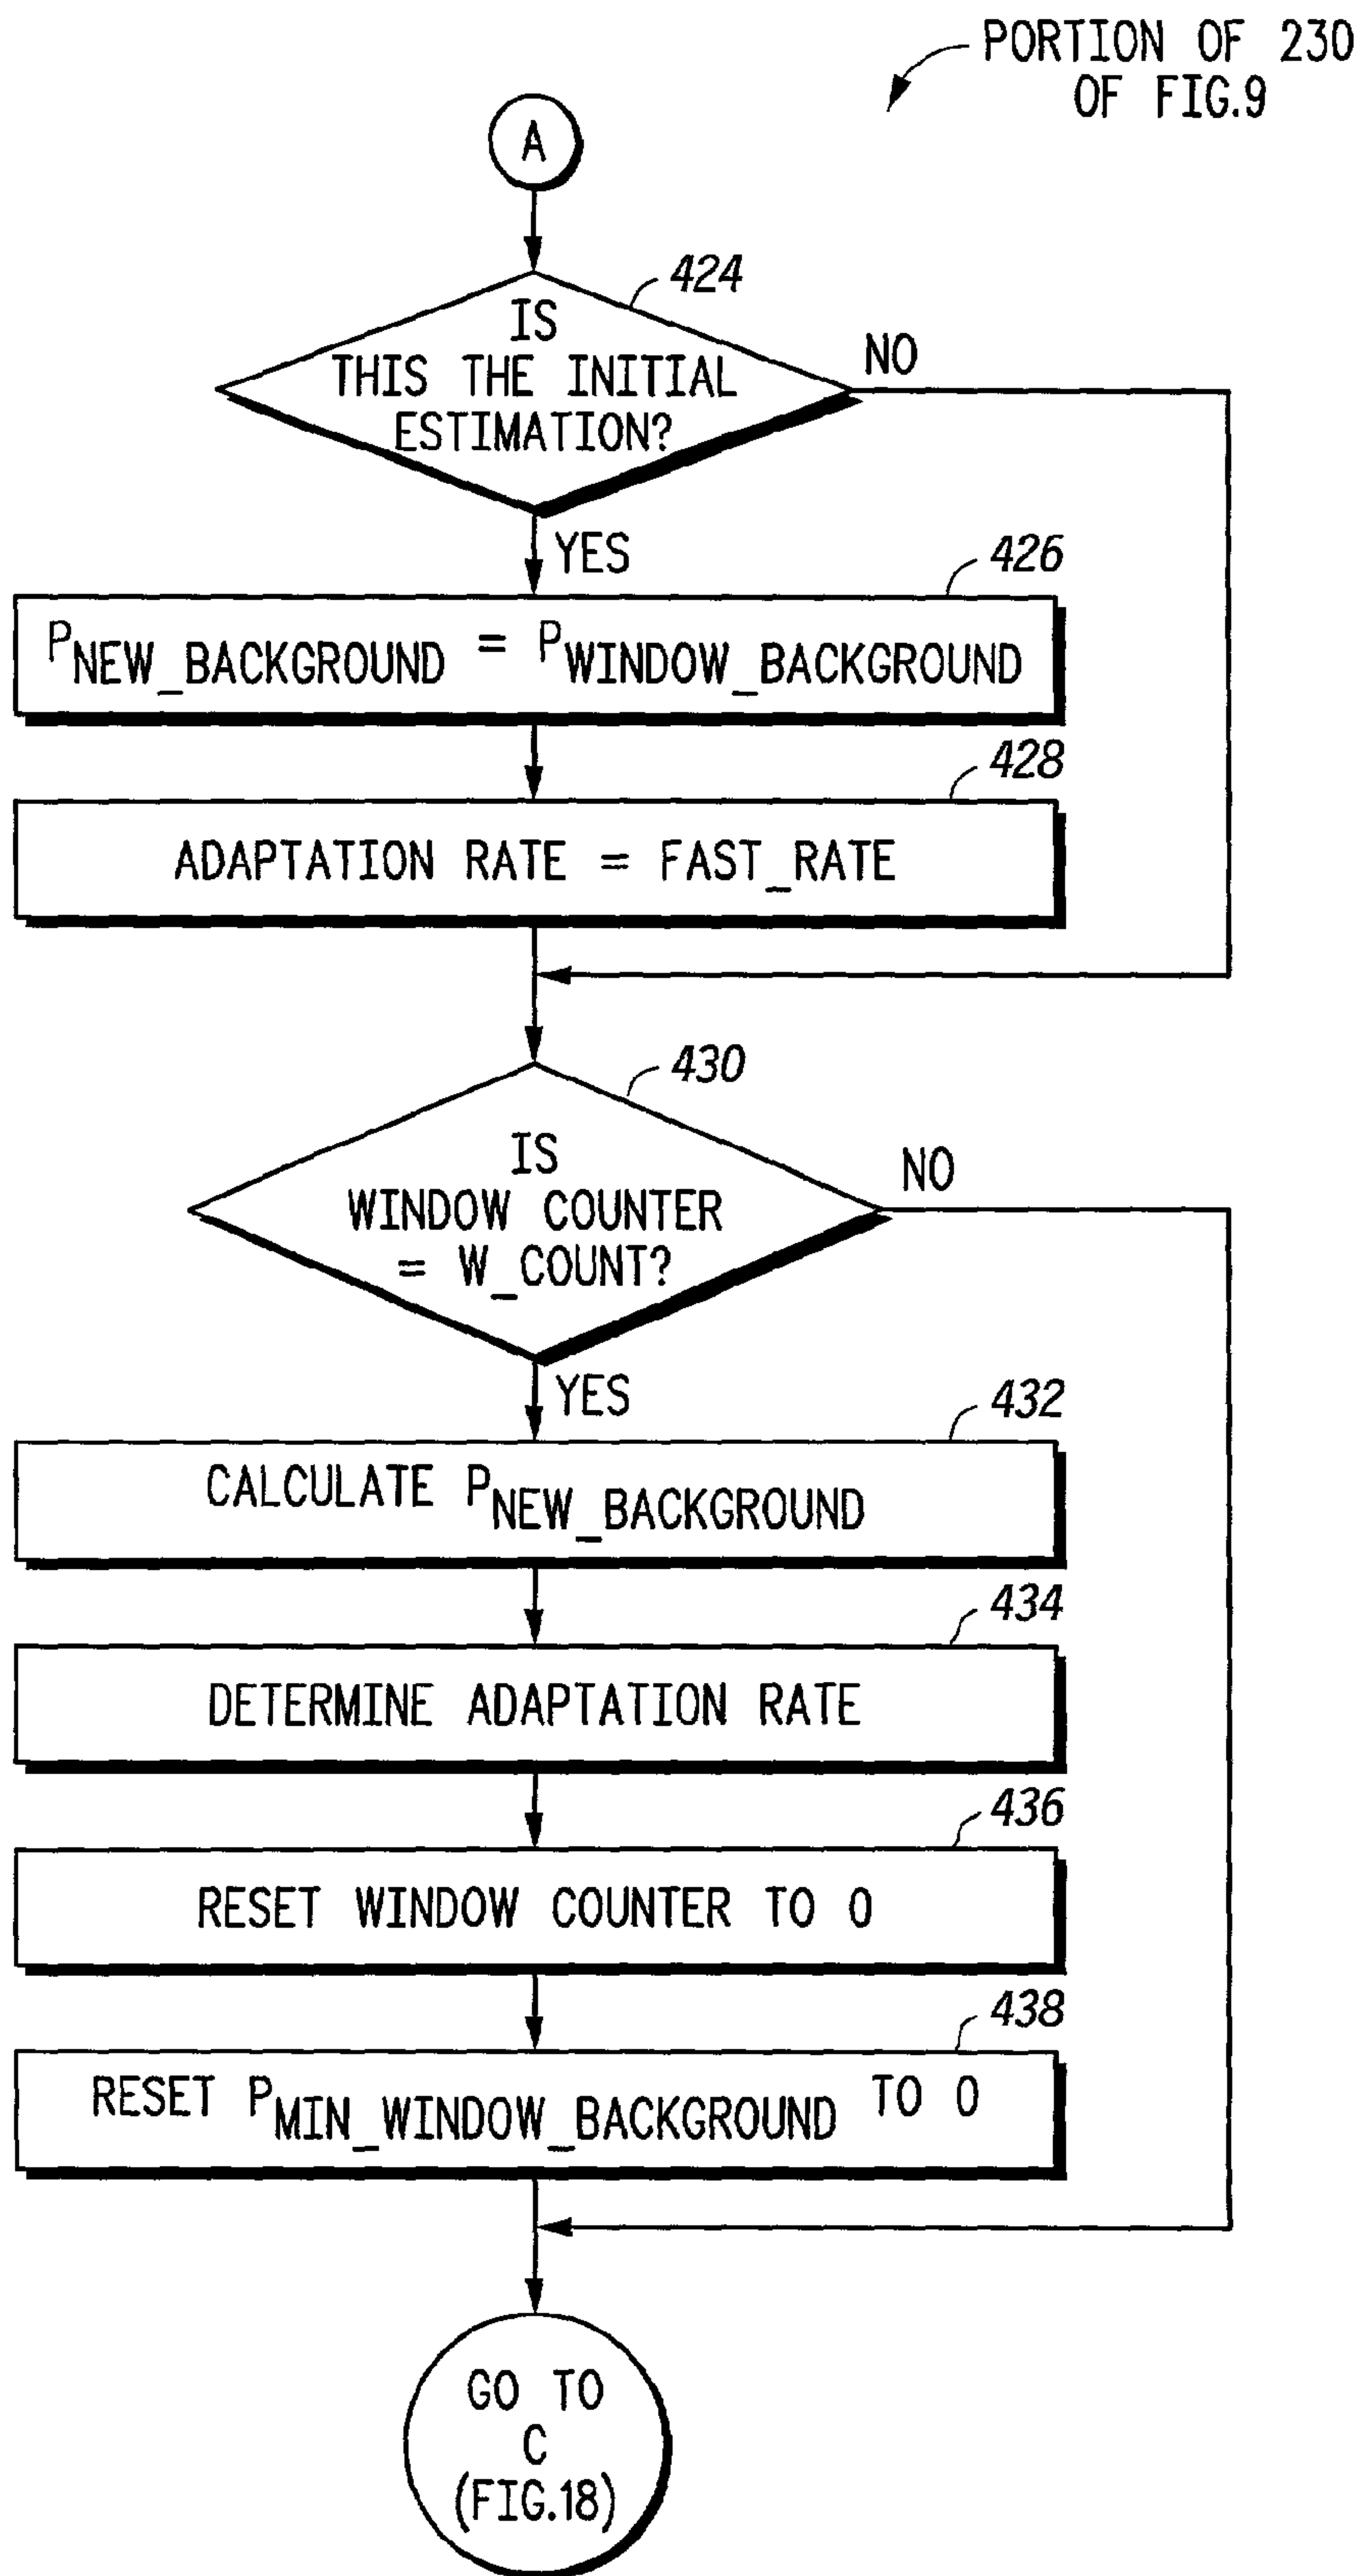 PORTION OF 230
OF FIG.9
A
424
IS
THIS THE INITIAL
ESTIMATION?
NO
YES
426
PNEW_BACKGROUND = PWINDOW_BACKGROUND
428
ADAPTATION RATE = FAST_RATE
430
IS
WINDOW COUNTER
= W_COUNT?
NO
YES
432
CALCULATE PNEW_BACKGROUND
434
DETERMINE ADAPTATION RATE
436
RESET WINDOW COUNTER TO 0
438
RESET PMIN_WINDOW_BACKGROUND TO 0
GO TO
C
(FIG.18)